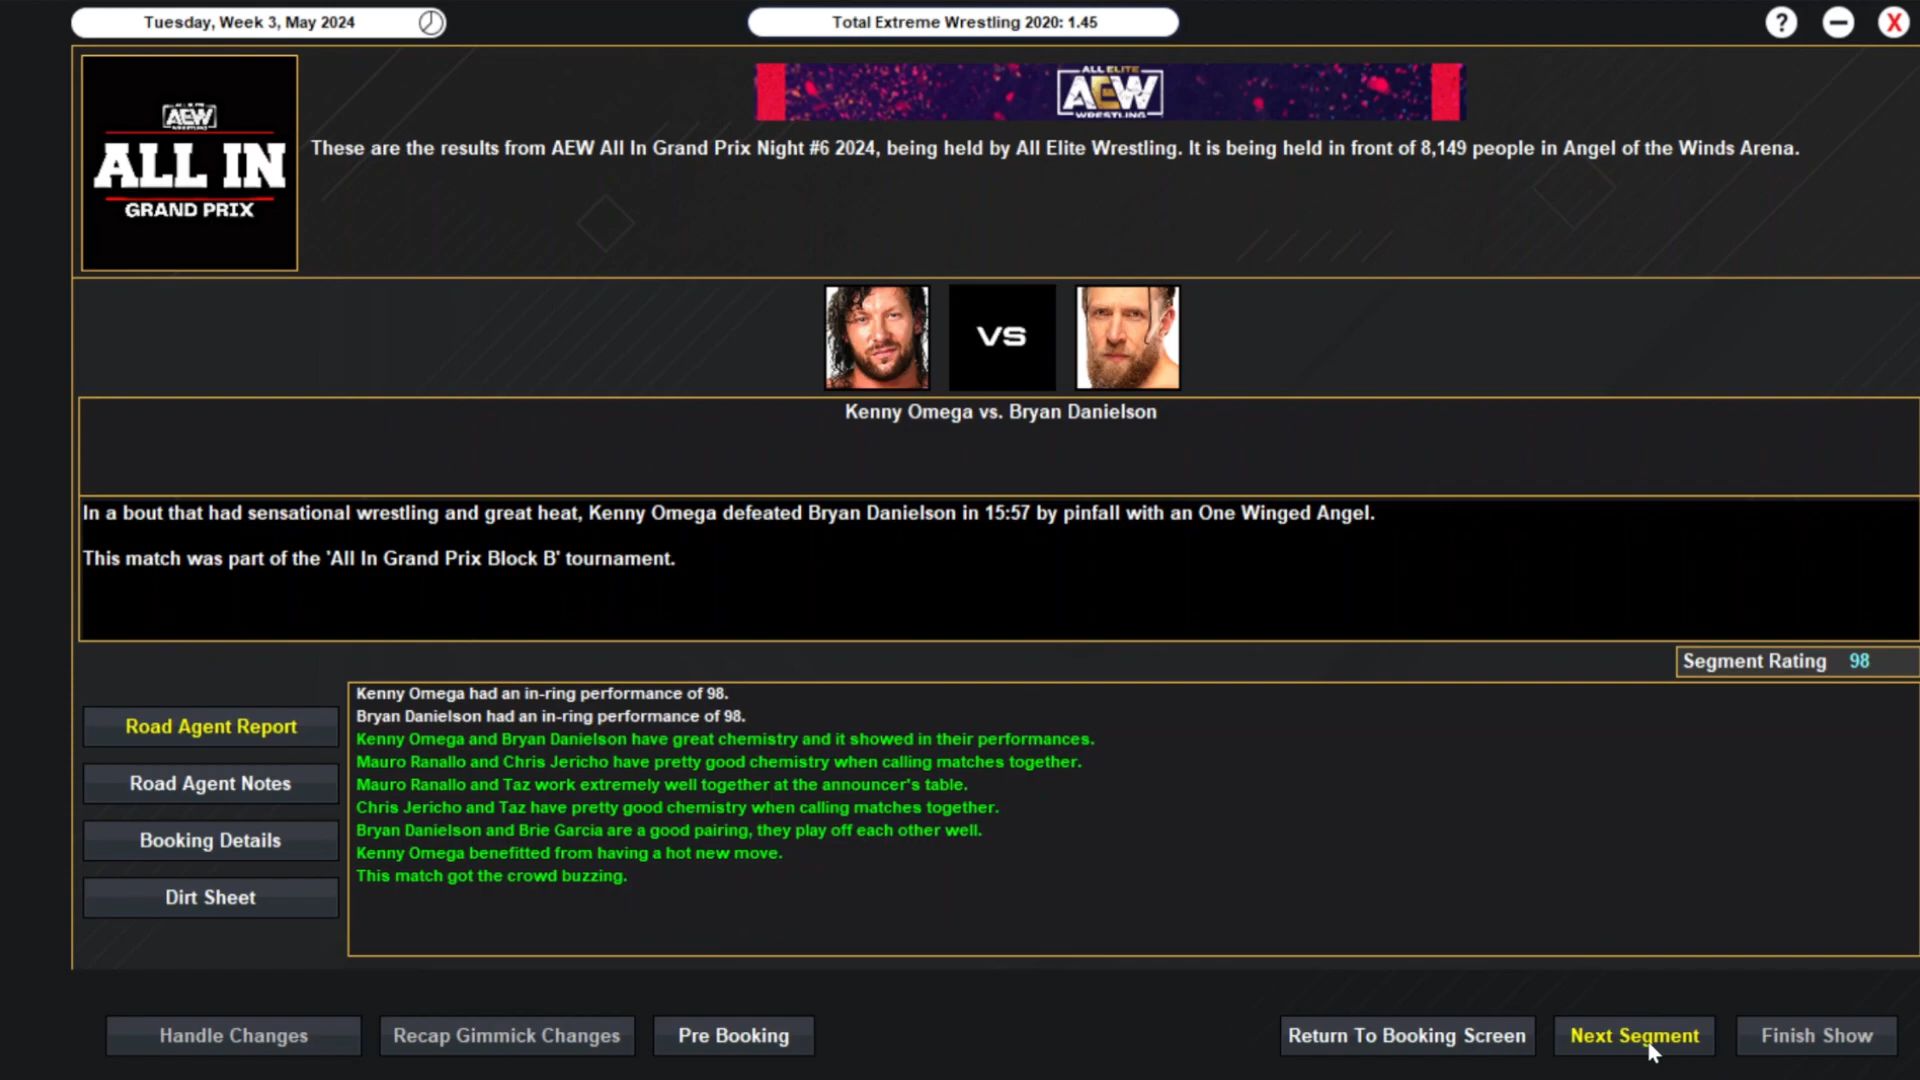 Tuesday, Week 3, May 2024
Total Extreme Wrestling 2020: 1.45
?
X
ALL ELITE
AEW
WRESTLING
AEW
WRESTLING
ALL IN
GRAND PRIX
These are the results from AEW All In Grand Prix Night #6 2024, being held by All Elite Wrestling. It is being held in front of 8,149 people in Angel of the Winds Arena.
VS
Kenny Omega vs. Bryan Danielson
In a bout that had sensational wrestling and great heat, Kenny Omega defeated Bryan Danielson in 15:57 by pinfall with an One Winged Angel.
This match was part of the 'All In Grand Prix Block B' tournament.
Segment Rating 98
Road Agent Report
Road Agent Notes
Booking Details
Dirt Sheet
Kenny Omega had an in-ring performance of 98.
Bryan Danielson had an in-ring performance of 98.
Kenny Omega and Bryan Danielson have great chemistry and it showed in their performances.
Mauro Ranallo and Chris Jericho have pretty good chemistry when calling matches together.
Mauro Ranallo and Taz work extremely well together at the announcer's table.
Chris Jericho and Taz have pretty good chemistry when calling matches together.
Bryan Danielson and Brie Garcia are a good pairing, they play off each other well.
Kenny Omega benefitted from having a hot new move.
This match got the crowd buzzing.
Handle Changes
Recap Gimmick Changes
Pre Booking
Return To Booking Screen
Next Segment
Finish Show